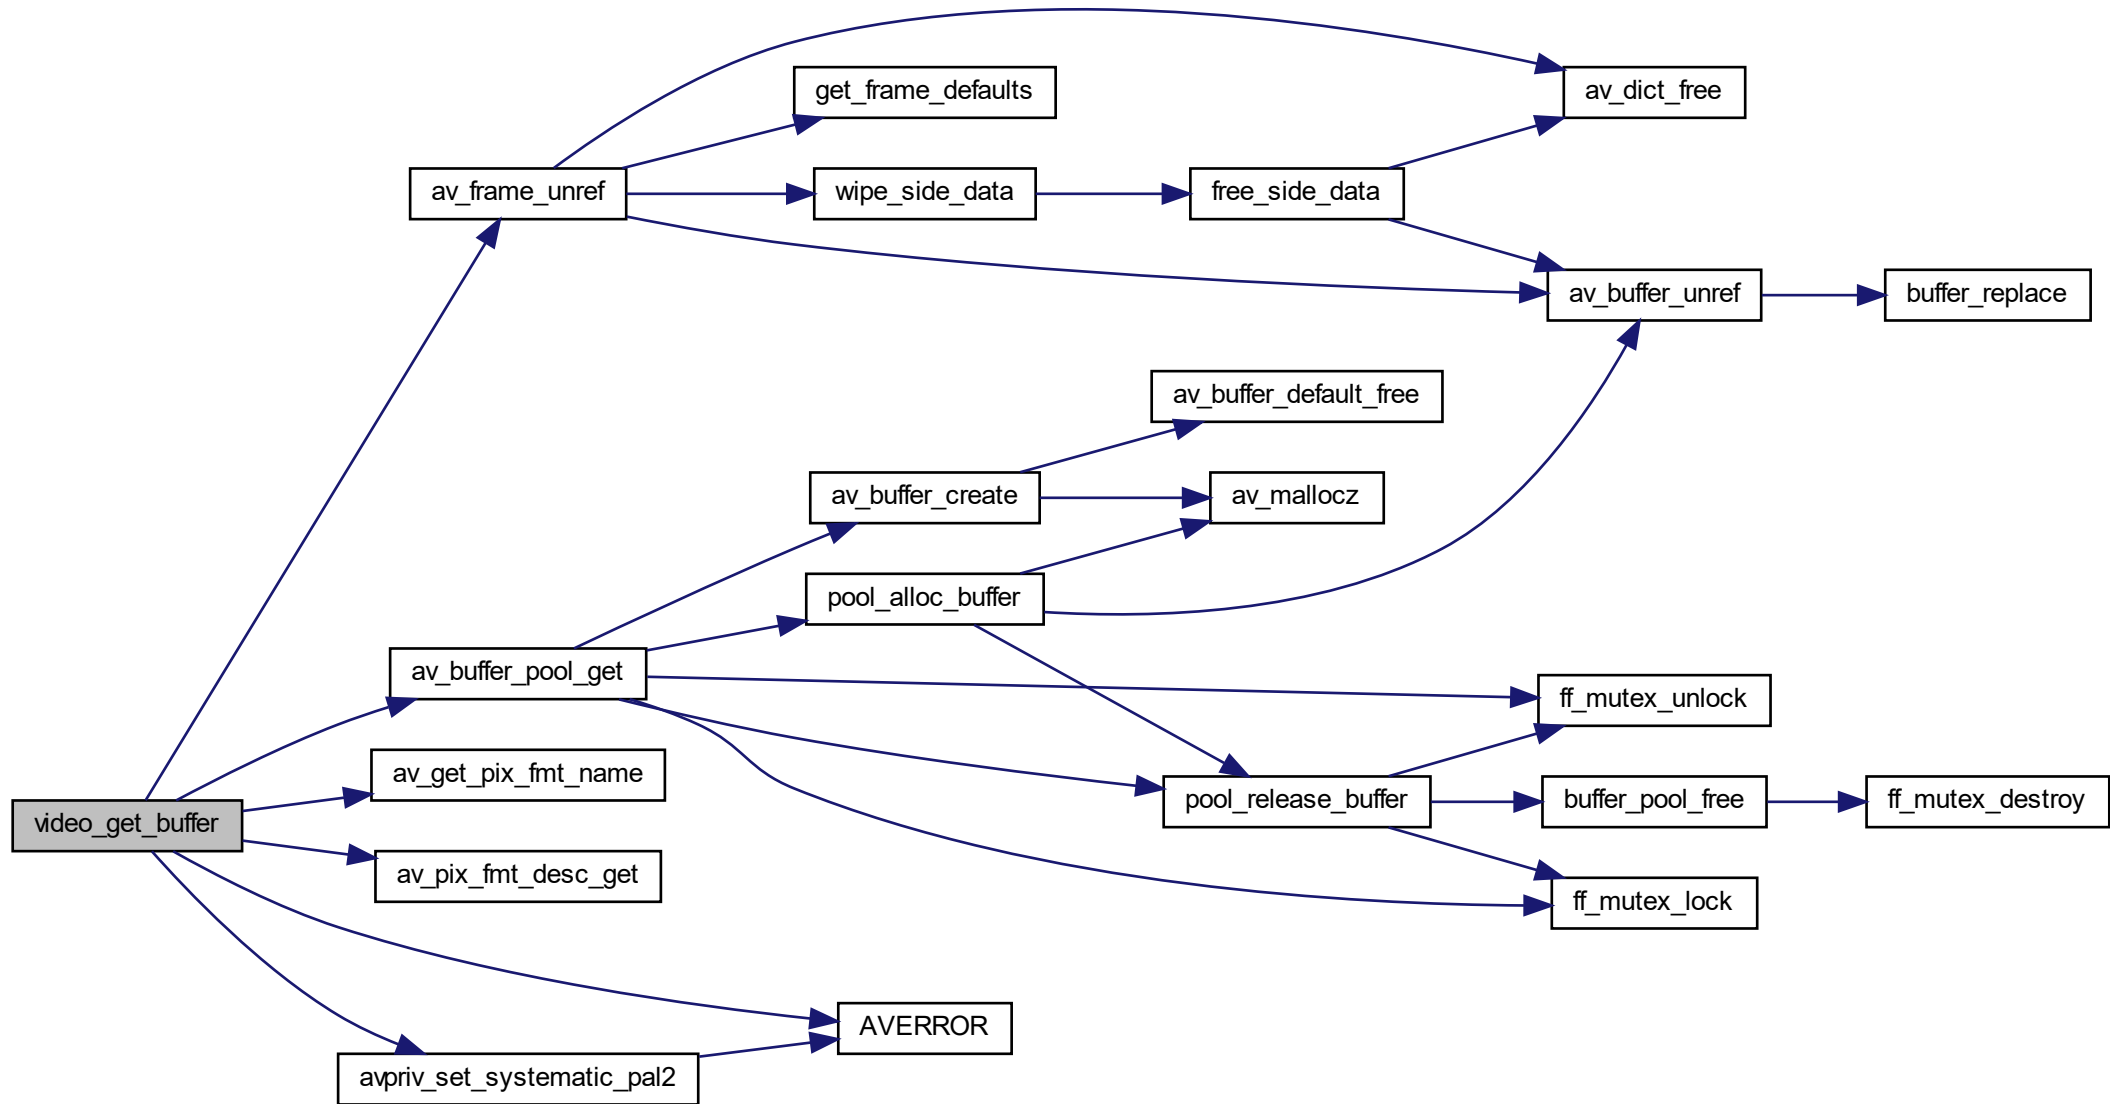 get_frame_defaults
av_dict_free
av_frame_unref
wipe_side_data
free_side_data
av_buffer_unref
buffer_replace
av_buffer_default_free
av_buffer_create
av_mallocz
pool_alloc_buffer
av_buffer_pool_get
ff_mutex_unlock
av_get_pix_fmt_name
pool_release_buffer
buffer_pool_free
ff_mutex_destroy
video_get_buffer
av_pix_fmt_desc_get
ff_mutex_lock
AVERROR
avpriv_set_systematic_pal2